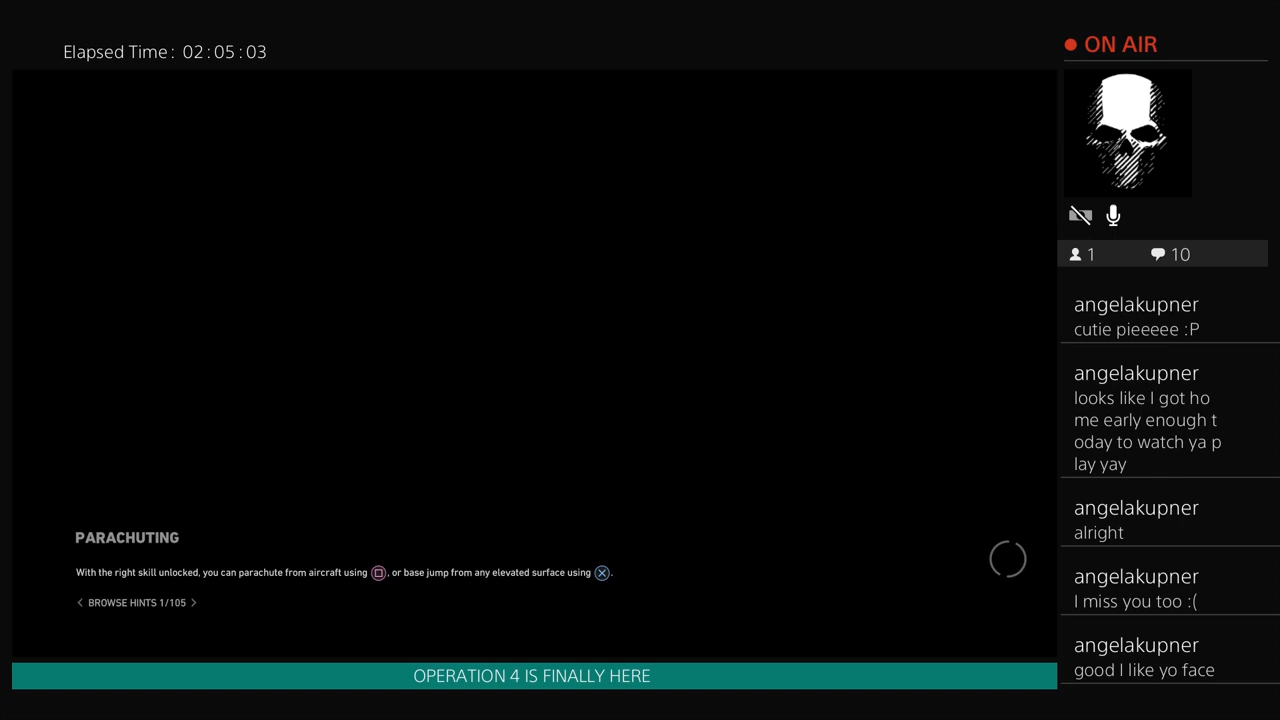 Elapsed Time: 02:05:03
ON AIR
1
10
angelakupner
cutie pieeeee :P
angelakupner
looks like I got ho
me early enough t
oday to watch ya p
lay yay
angelakupner
alright
angelakupner
I miss you too :(
angelakupner
good I like yo face
PARACHUTING
With the right skill unlocked, you can parachute from aircraft using , or base jump from any elevated surface using .
BROWSE HINTS 1/105
OPERATION 4 IS FINALLY HERE